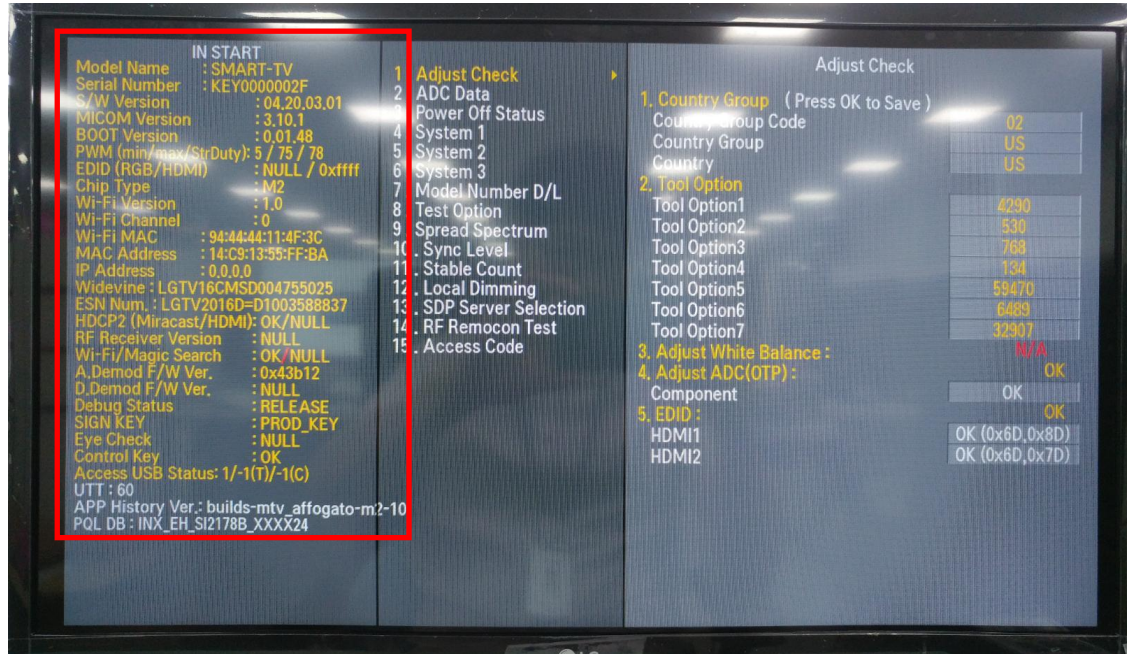 IN START
Model Name : SMART-TV
Serial Number : KEY0000002F
S/W Version : 04.20.03.01
MICOM Version : 3.10.1
BOOT Version : 0.01.48
PWM (min/max/StrDuty): 5 / 75 / 78
EDID (RGB/HDMI) : NULL / 0xffff
Chip Type : M2
Wi-Fi Version : 1.0
Wi-Fi Channel : 0
Wi-Fi MAC : 94:44:44:11:4F:3C
MAC Address : 14:C9:13:55:FF:BA
IP Address : 0.0.0.0
Widevine : LGTV16CMSD004755025
ESN Num. : LGTV2016D=D1003588837
HDCP2 (Miracast/HDMI): OK/NULL
RF Receiver Version : NULL
Wi-Fi/Magic Search : OK/NULL
A.Demod F/W Ver. : 0x43b12
D.Demod F/W Ver. : NULL
Debug Status : RELEASE
SIGN KEY : PROD_KEY
Eye Check : NULL
Control Key : OK
Access USB Status: 1/-1(T)/-1(C)
UTT : 60
APP History Ver.: builds-mtv_affogato-m2-10
PQL DB : INX_EH_SI2178B_XXXX24
1 Adjust Check
2 ADC Data
3 Power Off Status
4 System 1
5 System 2
6 System 3
7 Model Number D/L
8 Test Option
9 Spread Spectrum
10. Sync Level
11. Stable Count
12. Local Dimming
13. SDP Server Selection
14. RF Remocon Test
15. Access Code
Adjust Check
1. Country Group (Press OK to Save)
Country Group Code 02
Country Group US
Country US
2. Tool Option
Tool Option1 4290
Tool Option2 530
Tool Option3 768
Tool Option4 134
Tool Option5 59470
Tool Option6 6489
Tool Option7 32907
3. Adjust White Balance : N/A
4. Adjust ADC(OTP) : OK
Component OK
5. EDID : OK
HDMI1 OK (0x6D,0x8D)
HDMI2 OK (0x6D,0x7D)